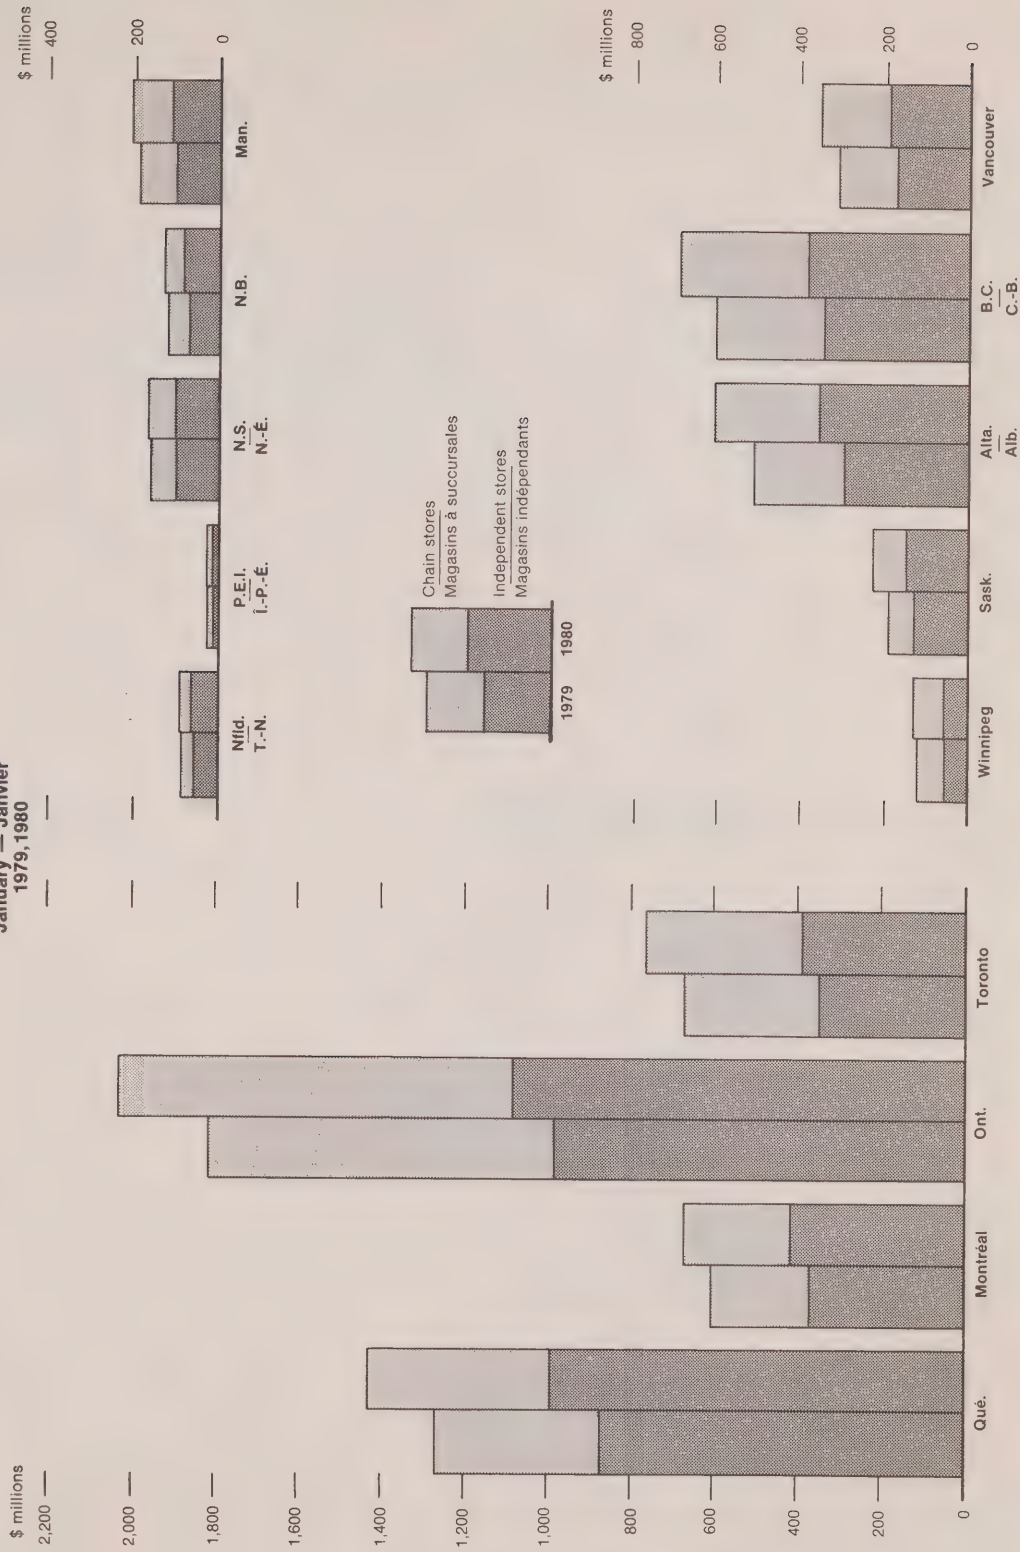 January — Janvier
1979, 1980
$ millions
2,200
2,000
1,800
1,600
1,400
1,200
1,000
800
600
400
200
0
Qué.
Montréal
Ont.
Toronto
$ millions
400
200
0
Nfld.
T.-N.
P.E.I.
Î.-P.-É.
N.S.
N.-É.
N.B.
Man.
Chain stores
Magasins à succursales
Independent stores
Magasins indépendants
1979
1980
$ millions
800
600
400
200
0
Winnipeg
Sask.
Alta.
Alb.
B.C.
C.-B.
Vancouver